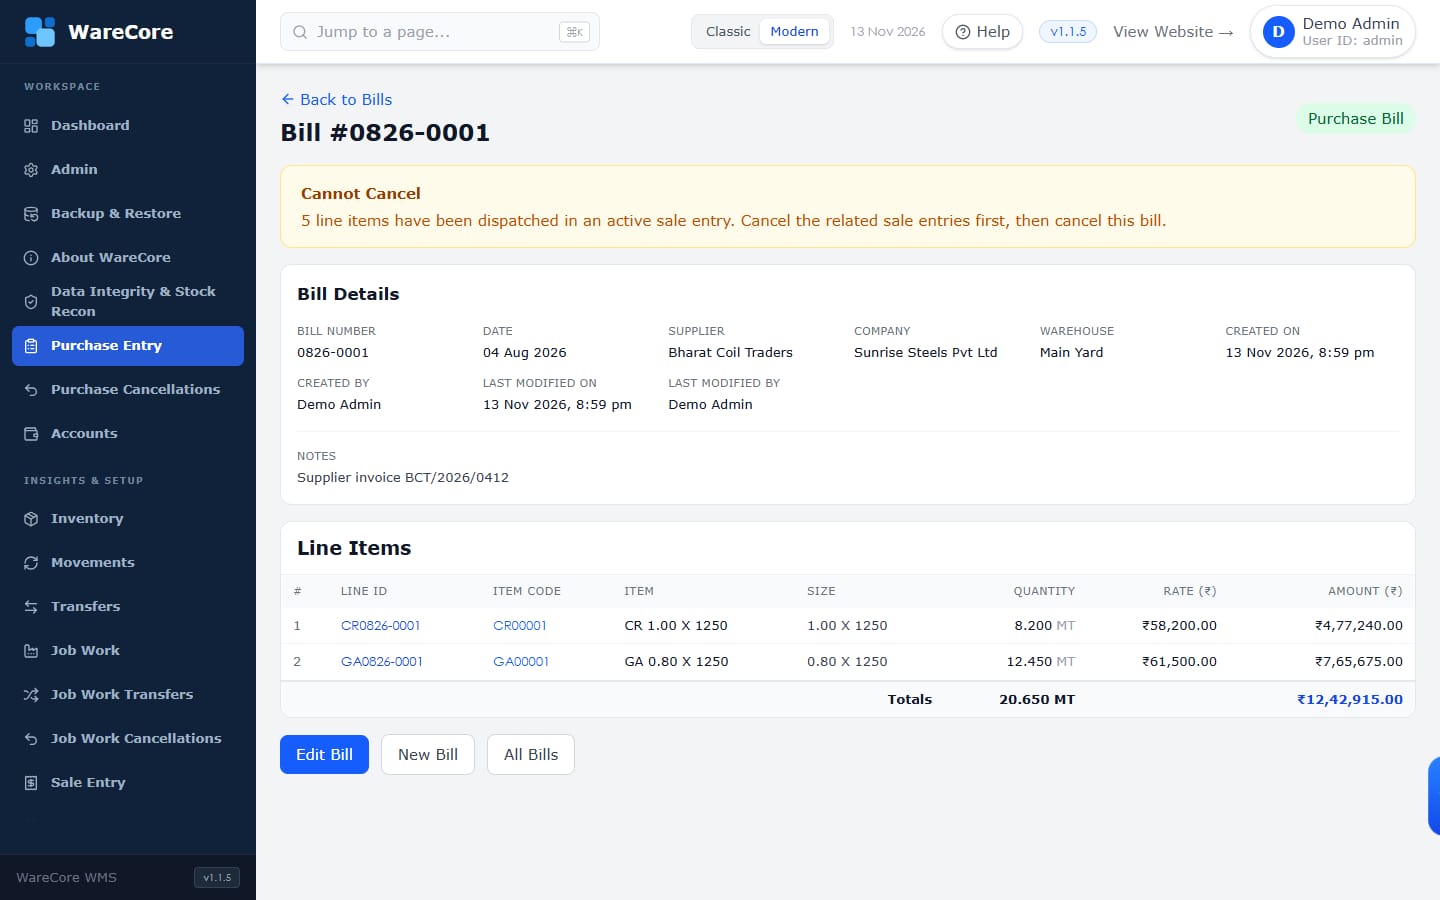 WareCore
Jump to a page...
⌘K
Classic
Modern
13 Nov 2026
Help
v1.1.5
View Website →
D
Demo Admin
User ID: admin
WORKSPACE
Dashboard
Admin
Backup & Restore
About WareCore
Data Integrity & Stock
Recon
Purchase Entry
Purchase Cancellations
Accounts
INSIGHTS & SETUP
Inventory
Movements
Transfers
Job Work
Job Work Transfers
Job Work Cancellations
Sale Entry
WareCore WMS
v1.1.5
← Back to Bills
Bill #0826-0001
Purchase Bill
Cannot Cancel
5 line items have been dispatched in an active sale entry. Cancel the related sale entries first, then cancel this bill.
Bill Details
BILL NUMBER DATE SUPPLIER COMPANY WAREHOUSE CREATED ON
0826-0001 04 Aug 2026 Bharat Coil Traders Sunrise Steels Pvt Ltd Main Yard 13 Nov 2026, 8:59 pm
CREATED BY LAST MODIFIED ON LAST MODIFIED BY
Demo Admin 13 Nov 2026, 8:59 pm Demo Admin
NOTES
Supplier invoice BCT/2026/0412
Line Items
# LINE ID ITEM CODE ITEM SIZE QUANTITY RATE (₹) AMOUNT (₹)
1 CR0826-0001 CR00001 CR 1.00 X 1250 1.00 X 1250 8.200 MT ₹58,200.00 ₹4,77,240.00
2 GA0826-0001 GA00001 GA 0.80 X 1250 0.80 X 1250 12.450 MT ₹61,500.00 ₹7,65,675.00
Totals 20.650 MT ₹12,42,915.00
Edit Bill
New Bill
All Bills